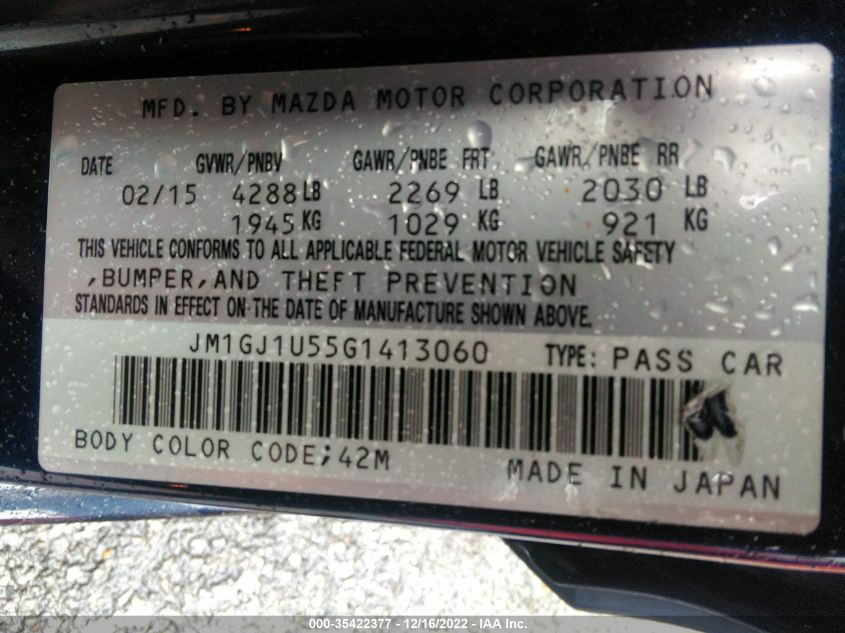 MFD. BY MAZDA MOTOR CORPORATION
DATE GVWR/PNBV GAWR/PNBE FRT GAWR/PNBE RR
02/15 4288 LB 2269 LB 2030 LB
1945 KG 1029 KG 921 KG
THIS VEHICLE CONFORMS TO ALL APPLICABLE FEDERAL MOTOR VEHICLE SAFETY
,BUMPER,AND THEFT PREVENTION
STANDARDS IN EFFECT ON THE DATE OF MANUFACTURE SHOWN ABOVE.
JM1GJ1U55G1413060 TYPE: PASS CAR
BODY COLOR CODE;42M
MADE IN JAPAN
000-35422377 - 12/16/2022 - IAA Inc.